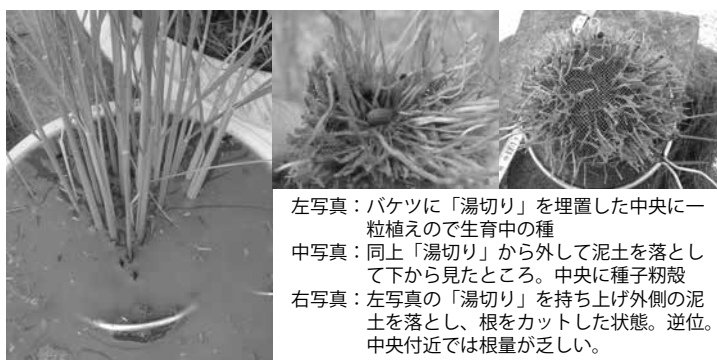 左写真：バケツに「湯切り」を埋置した中央に一
粒植えので生育中の種
中写真：同上「湯切り」から外して泥土を落とし
て下から見たところ。中央に種子籾殻
右写真：左写真の「湯切り」を持ち上げ外側の泥
土を落とし、根をカットした状態。逆位。
中央付近では根量が乏しい。